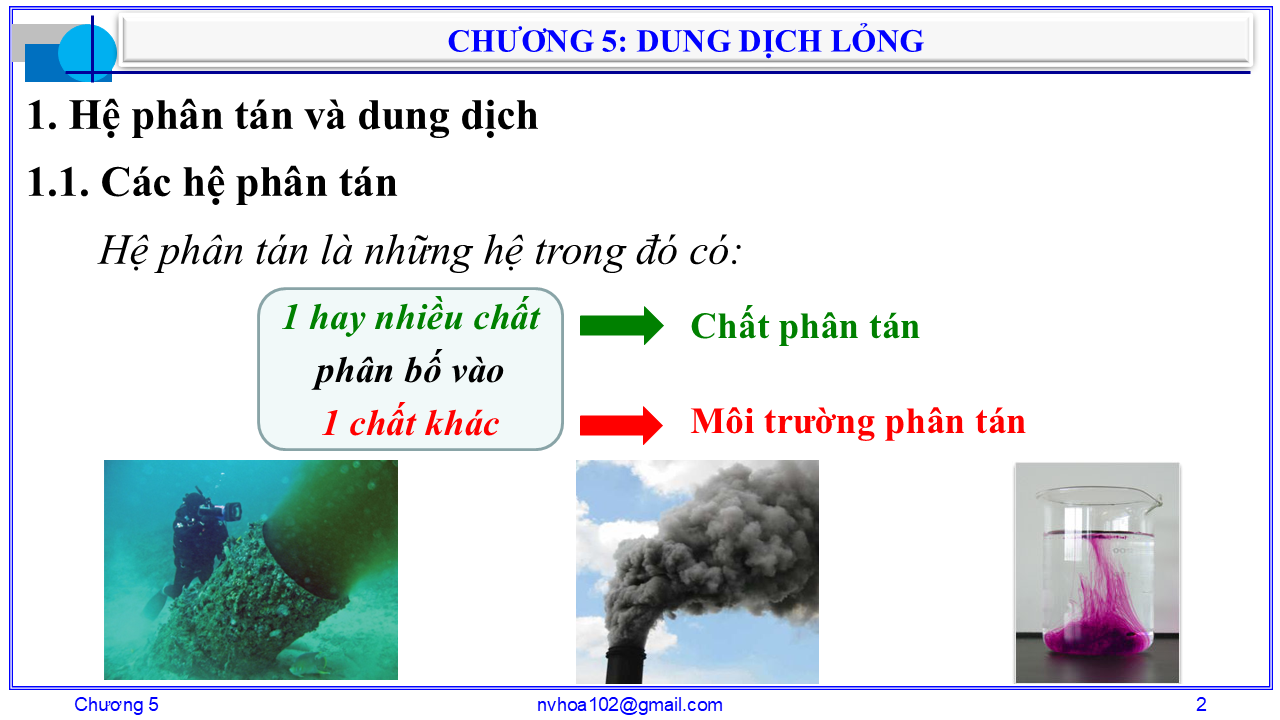 CHƯƠNG 5: DUNG DỊCH LỎNG
1. Hệ phân tán và dung dịch
1.1. Các hệ phân tán
Hệ phân tán là những hệ trong đó có:
1 hay nhiều chất
phân bố vào
1 chất khác
Chất phân tán
Môi trường phân tán
Chương 5
nvhoa102@gmail.com
2